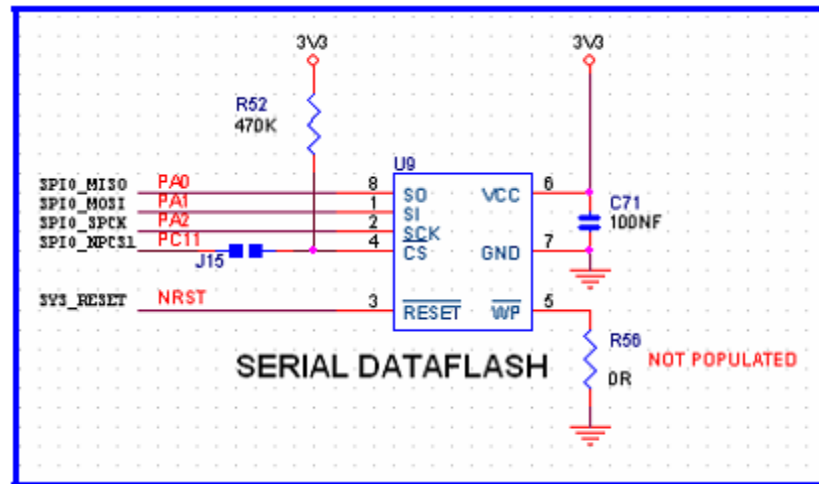 3V3 3V3
R52
470K
U9
SPI0_MISO PA0 8 SO VCC 6
SPI0_MOSI PA1 1 SI
SPI0_SPCK PA2 2 SCK
SPI0_NPCS1 PC11 4 CS GND 7
C71
100NF
J15
SYS_RESET NRST 3 RESET WP 5
R56
NOT POPULATED
0R
SERIAL DATAFLASH